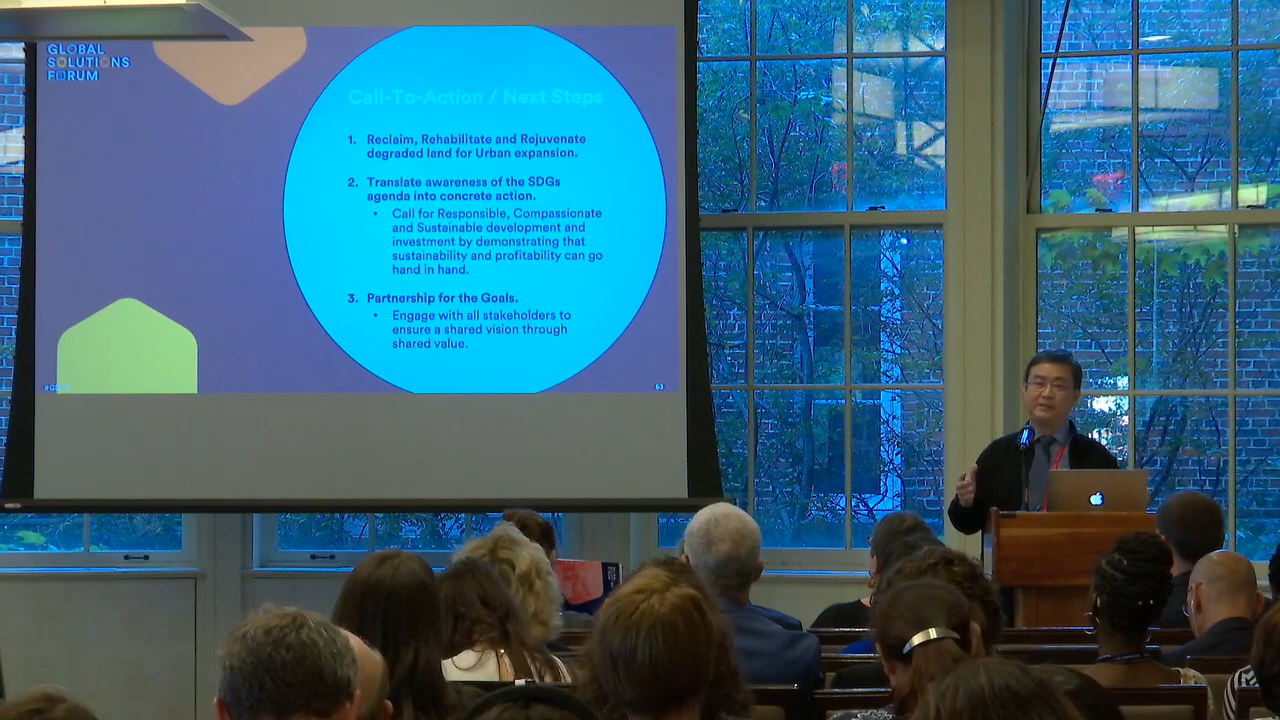 GLOBAL
SOLUTIONS
FORUM
Call-To-Action / Next Steps
1. Reclaim, Rehabilitate and Rejuvenate
degraded land for Urban expansion.
2. Translate awareness of the SDGs
agenda into concrete action.
• Call for Responsible, Compassionate
and Sustainable development and
investment by demonstrating that
sustainability and profitability can go
hand in hand.
3. Partnership for the Goals.
• Engage with all stakeholders to
ensure a shared vision through
shared value.
63